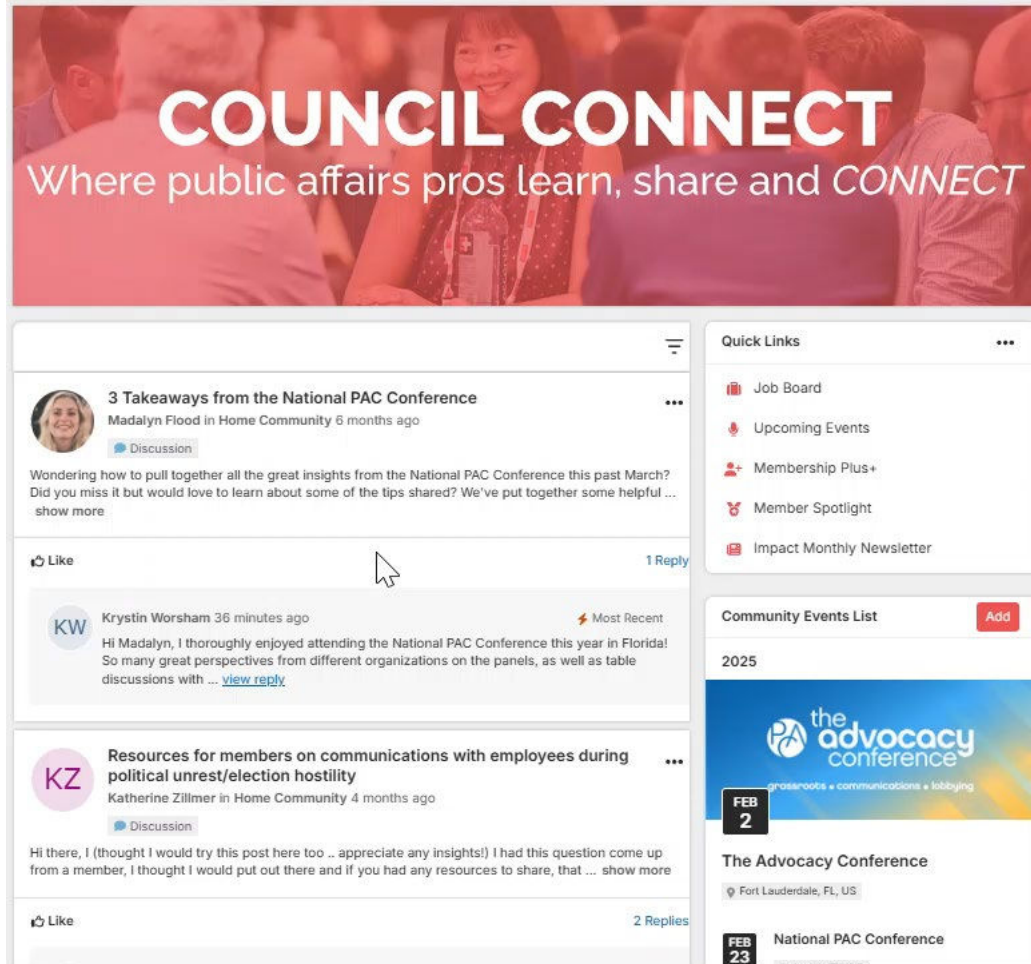 COUNCIL CONNECT
Where public affairs pros learn, share and CONNECT
3 Takeaways from the National PAC Conference
Madalyn Flood in Home Community 6 months ago
Discussion
Wondering how to pull together all the great insights from the National PAC Conference this past March?
Did you miss it but would love to learn about some of the tips shared? We've put together some helpful ...
show more
Like
1 Reply
KW
Krystin Worsham 36 minutes ago
Most Recent
Hi Madalyn, I thoroughly enjoyed attending the National PAC Conference this year in Florida!
So many great perspectives from different organizations on the panels, as well as table
discussions with ... view reply
KZ
Resources for members on communications with employees during
political unrest/election hostility
Katherine Zillmer in Home Community 4 months ago
Discussion
Hi there, I (thought I would try this post here too .. appreciate any insights!) I had this question come up
from a member, I thought I would put out there and if you had any resources to share, that ... show more
Like
2 Replies
Quick Links
Job Board
Upcoming Events
Membership Plus+
Member Spotlight
Impact Monthly Newsletter
Community Events List
Add
2025
PA
the
advocacy
conference
grassroots • communications • lobbying
FEB
2
The Advocacy Conference
Fort Lauderdale, FL, US
FEB
23
National PAC Conference